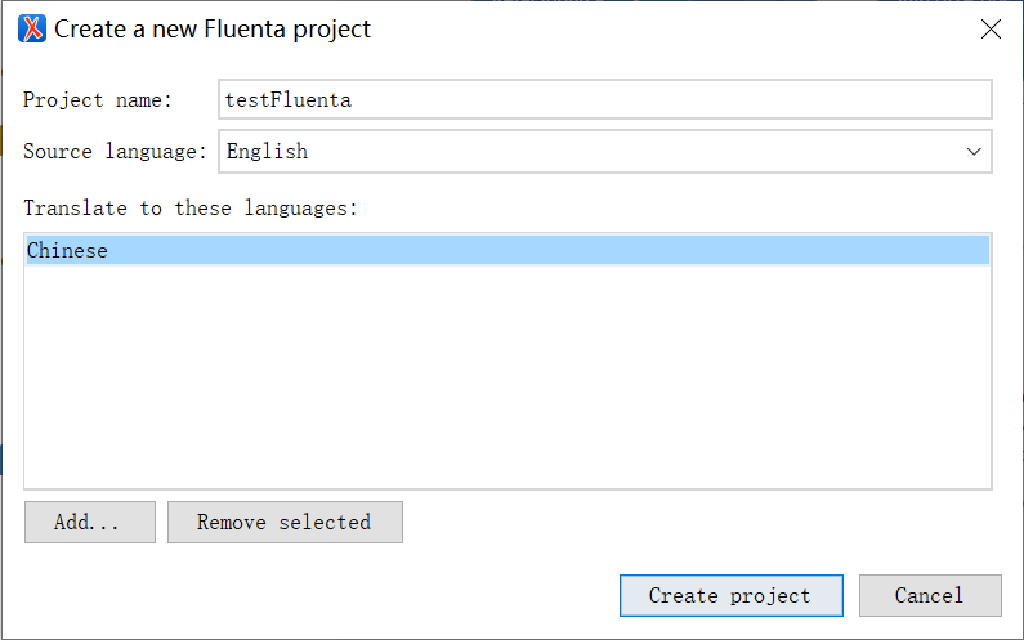 Create a new Fluenta project
Project name: testFluenta
Source language: English
Translate to these languages:
Chinese
Add... Remove selected
Create project Cancel